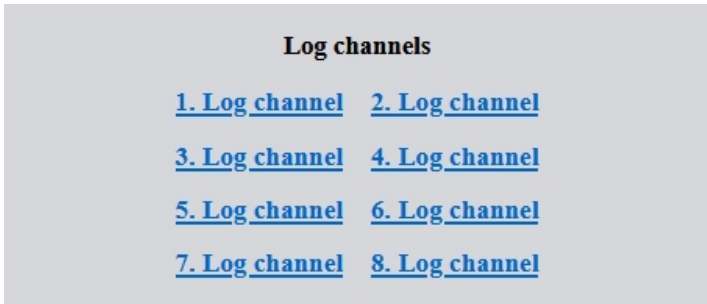 Log channels
1. Log channel 2. Log channel
3. Log channel 4. Log channel
5. Log channel 6. Log channel
7. Log channel 8. Log channel